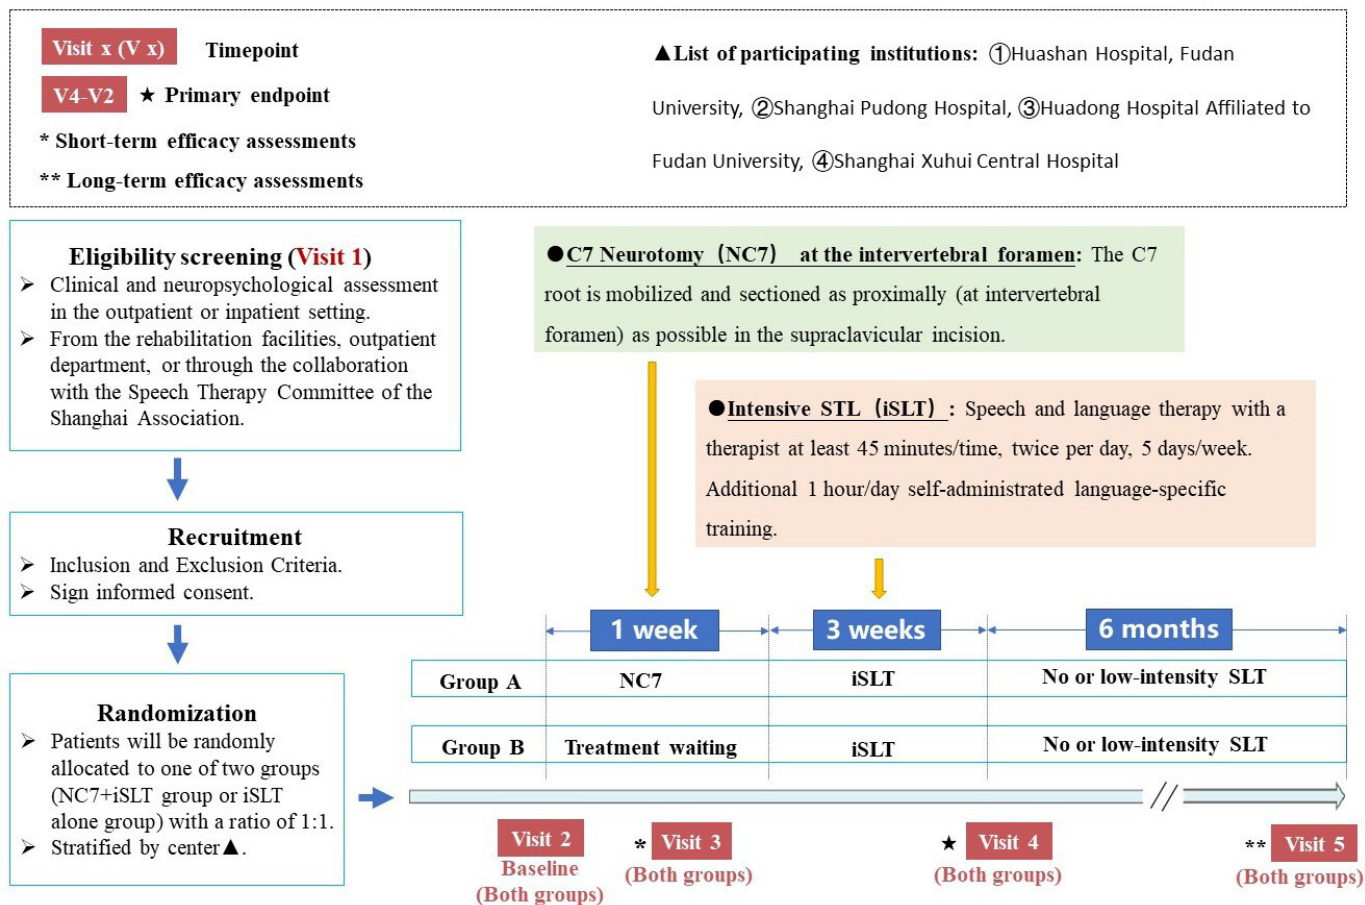 Visit x (V x) Timepoint
V4-V2 ★ Primary endpoint
* Short-term efficacy assessments
** Long-term efficacy assessments
▲List of participating institutions: ①Huashan Hospital, Fudan
University, ②Shanghai Pudong Hospital, ③Huadong Hospital Affiliated to
Fudan University, ④Shanghai Xuhui Central Hospital
Eligibility screening (Visit 1)
➢ Clinical and neuropsychological assessment
in the outpatient or inpatient setting.
➢ From the rehabilitation facilities, outpatient
department, or through the collaboration
with the Speech Therapy Committee of the
Shanghai Association.
Recruitment
➢ Inclusion and Exclusion Criteria.
➢ Sign informed consent.
Randomization
➢ Patients will be randomly
allocated to one of two groups
(NC7+iSLT group or iSLT
alone group) with a ratio of 1:1.
➢ Stratified by center▲.
●C7 Neurotomy（NC7） at the intervertebral foramen: The C7
root is mobilized and sectioned as proximally (at intervertebral
foramen) as possible in the supraclavicular incision.
●Intensive STL（iSLT）: Speech and language therapy with a
therapist at least 45 minutes/time, twice per day, 5 days/week.
Additional 1 hour/day self-administrated language-specific
training.
1 week 3 weeks 6 months
Group A NC7 iSLT No or low-intensity SLT
Group B Treatment waiting iSLT No or low-intensity SLT
Visit 2 * Visit 3 ★ Visit 4 ** Visit 5
Baseline (Both groups) (Both groups) (Both groups)
(Both groups)